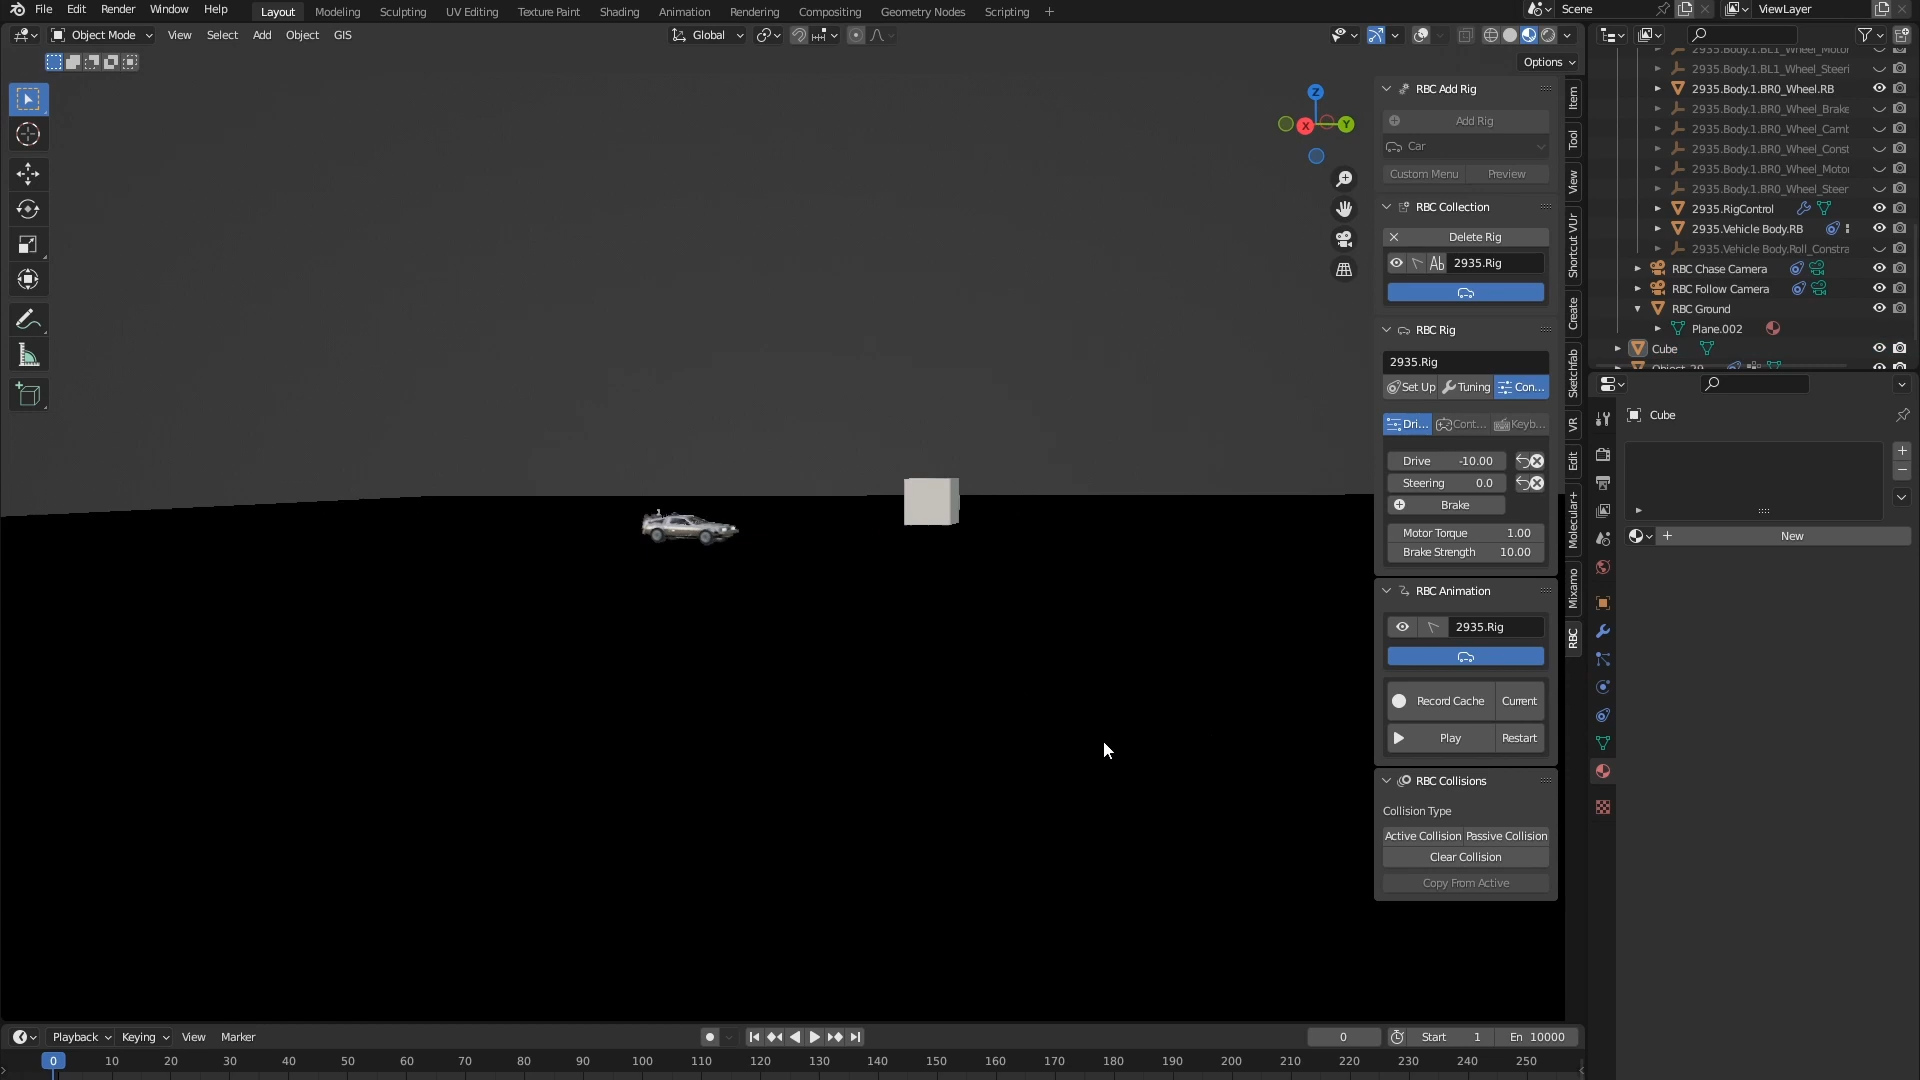 File Edit Render Window Help Layout Modeling Sculpting UV Editing Texture Paint Shading Animation Rendering Compositing Geometry Nodes Scripting + Scene ViewLayer
Object Mode View Select Add Object GIS Global
Options
RBC Add Rig
Add Rig
Car
Custom Menu Preview
RBC Collection
Delete Rig
Ab 2935.Rig
RBC Rig
2935.Rig
Set Up Tuning Con...
Dri... Cont... Keyb...
Drive -10.00
Steering 0.0
Brake
Motor Torque 1.00
Brake Strength 10.00
RBC Animation
2935.Rig
Record Cache Current
Play Restart
RBC Collisions
Collision Type
Active Collision Passive Collision
Clear Collision
Copy From Active
Z
X
Y
Item
Tool
View
Shortcut VUr
Create
Sketchfab
VR
Edit
Molecular+
Mixamo
RBC
2935.Body.1.BL1_Wheel_Motor
2935.Body.1.BL1_Wheel_Steeri
2935.Body.1.BR0_Wheel.RB
2935.Body.1.BR0_Wheel_Brake
2935.Body.1.BR0_Wheel_Camb
2935.Body.1.BR0_Wheel_Const
2935.Body.1.BR0_Wheel_Motor
2935.Body.1.BR0_Wheel_Steer
2935.RigControl
2935.Vehicle Body.RB
2935.Vehicle Body.Roll_Constra
RBC Chase Camera
RBC Follow Camera
RBC Ground
Plane.002
Cube
Cube
+
−
+ New
Playback Keying View Marker 0 Start 1 En 10000
0 10 20 30 40 50 60 70 80 90 100 110 120 130 140 150 160 170 180 190 200 210 220 230 240 250